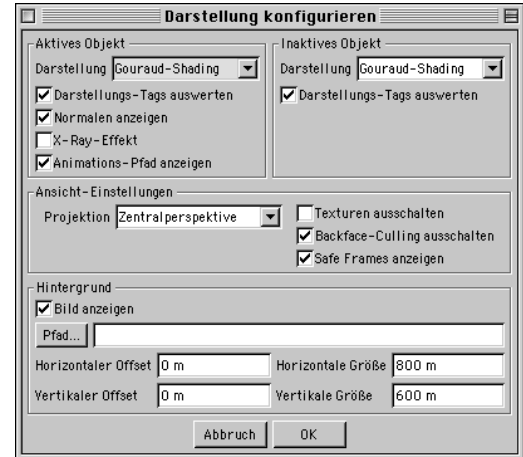 Darstellung konfigurieren
Aktives Objekt
Darstellung Gouraud-Shading
Darstellungs-Tags auswerten
Normalen anzeigen
X-Ray-Effekt
Animations-Pfad anzeigen
Inaktives Objekt
Darstellung Gouraud-Shading
Darstellungs-Tags auswerten
Ansicht-Einstellungen
Projektion Zentralperspektive
Texturen ausschalten
Backface-Culling ausschalten
Safe Frames anzeigen
Hintergrund
Bild anzeigen
Pfad...
Horizontaler Offset 0 m Horizontale Größe 800 m
Vertikaler Offset 0 m Vertikale Größe 600 m
Abbruch OK